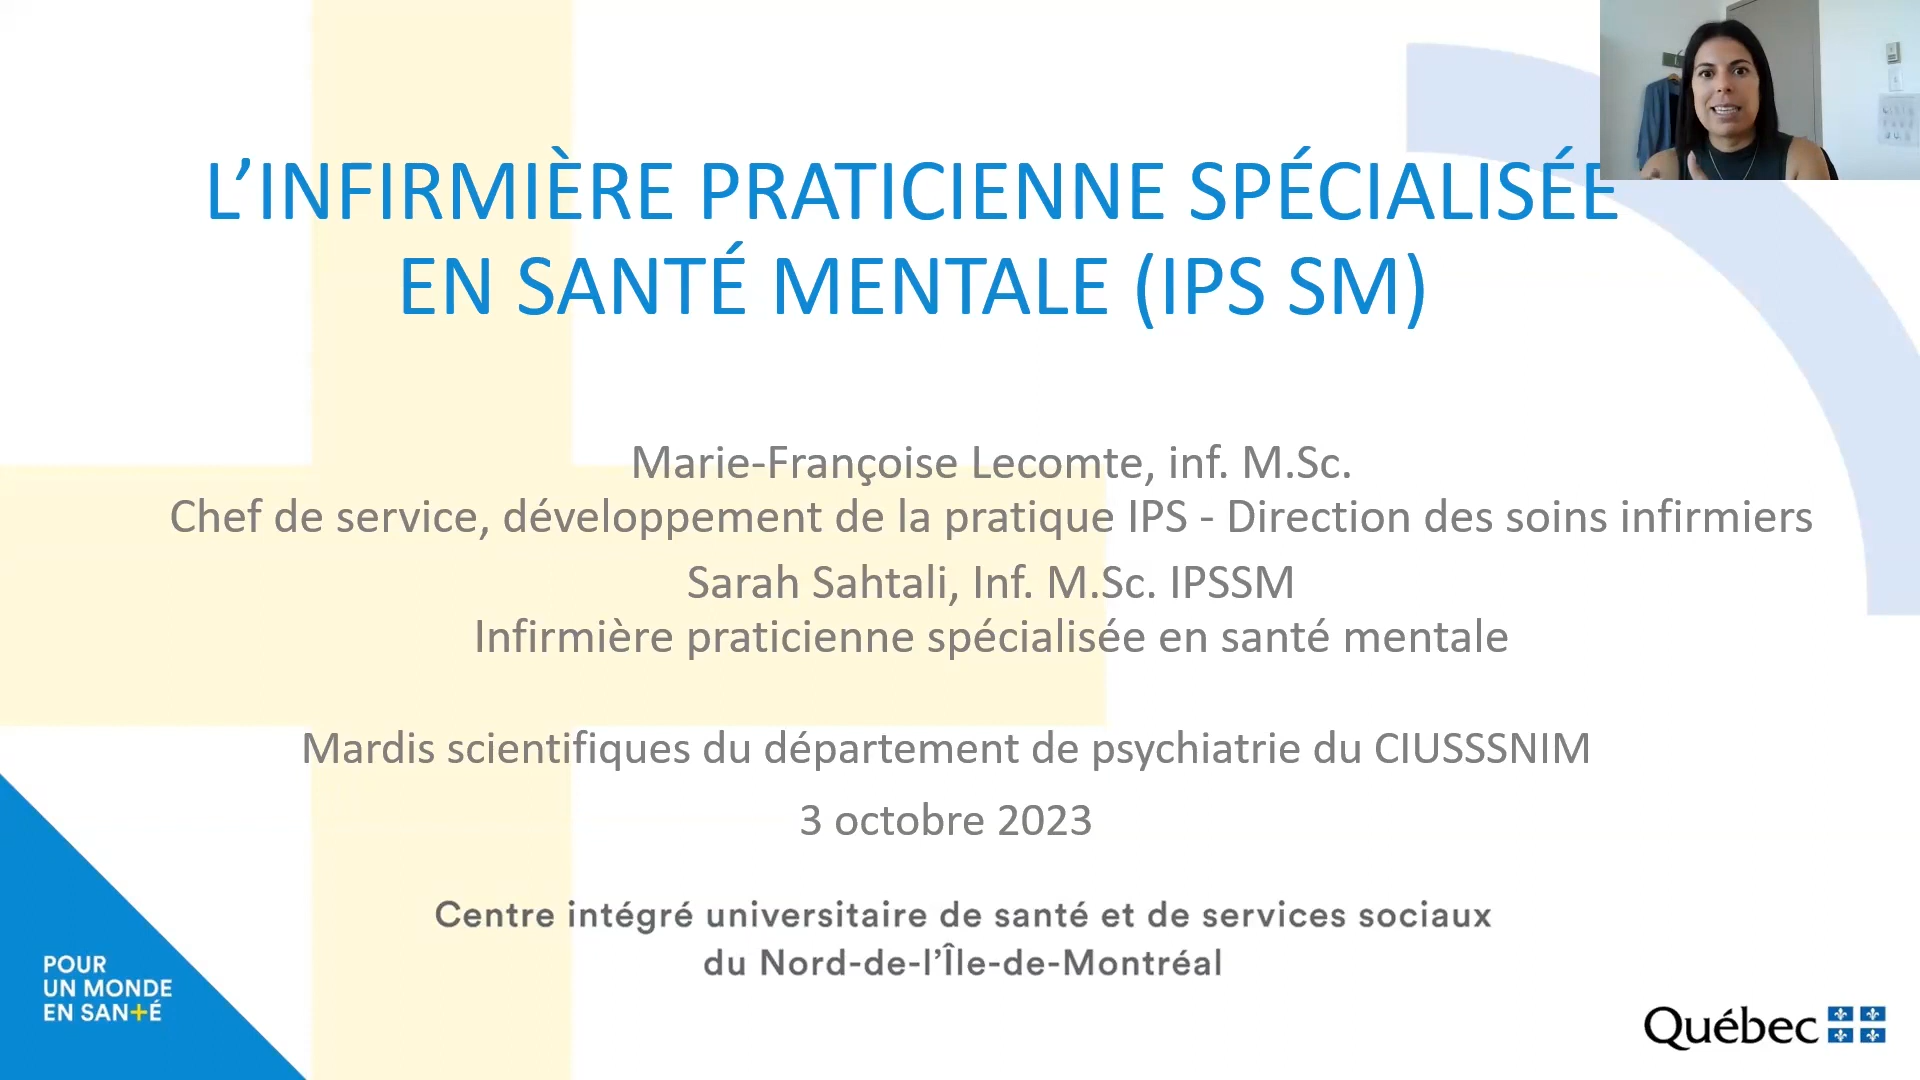 L’INFIRMIÈRE PRATICIENNE SPÉCIALISÉE
EN SANTÉ MENTALE (IPS SM)
Marie-Françoise Lecomte, inf. M.Sc.
Chef de service, développement de la pratique IPS - Direction des soins infirmiers
Sarah Sahtali, Inf. M.Sc. IPSSM
Infirmière praticienne spécialisée en santé mentale
Mardis scientifiques du département de psychiatrie du CIUSSSNIM
3 octobre 2023
Centre intégré universitaire de santé et de services sociaux
du Nord-de-l’Île-de-Montréal
POUR
UN MONDE
EN SANTÉ
Québec